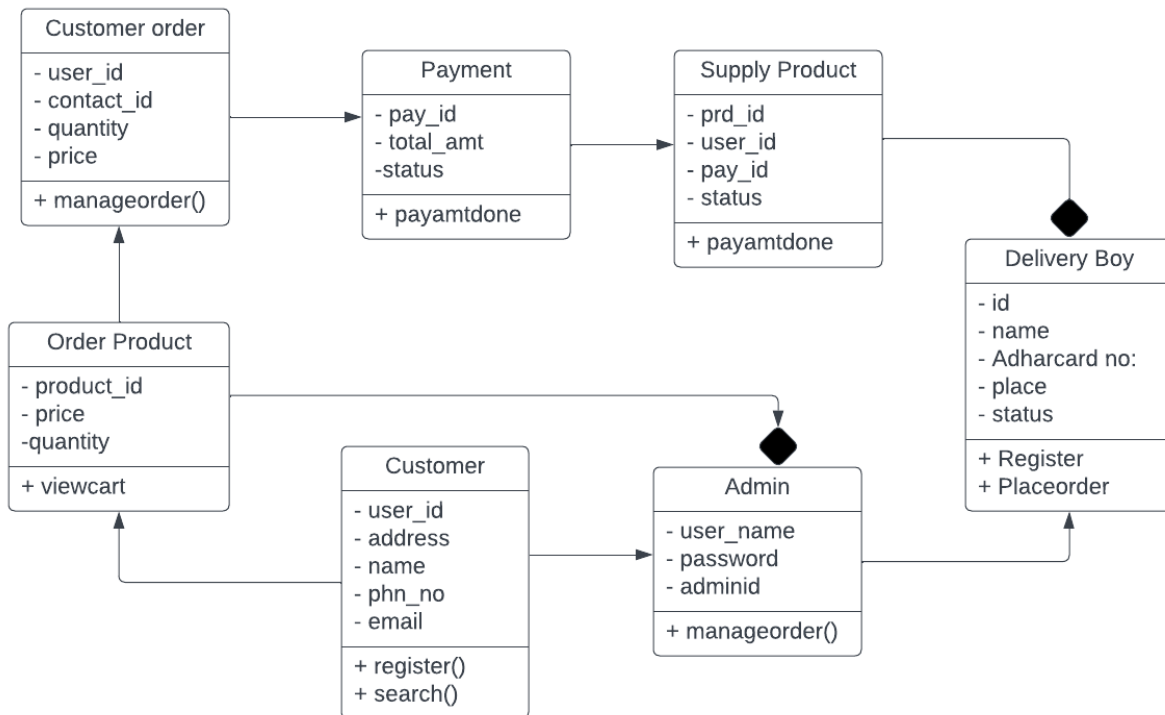 Customer order
- user_id
- contact_id
- quantity
- price
+ manageorder()
Payment
- pay_id
- total_amt
-status
+ payamtdone
Supply Product
- prd_id
- user_id
- pay_id
- status
+ payamtdone
Delivery Boy
- id
- name
- Adharcard no:
- place
- status
+ Register
+ Placeorder
Order Product
- product_id
- price
-quantity
+ viewcart
Customer
- user_id
- address
- name
- phn_no
- email
+ register()
+ search()
Admin
- user_name
- password
- adminid
+ manageorder()